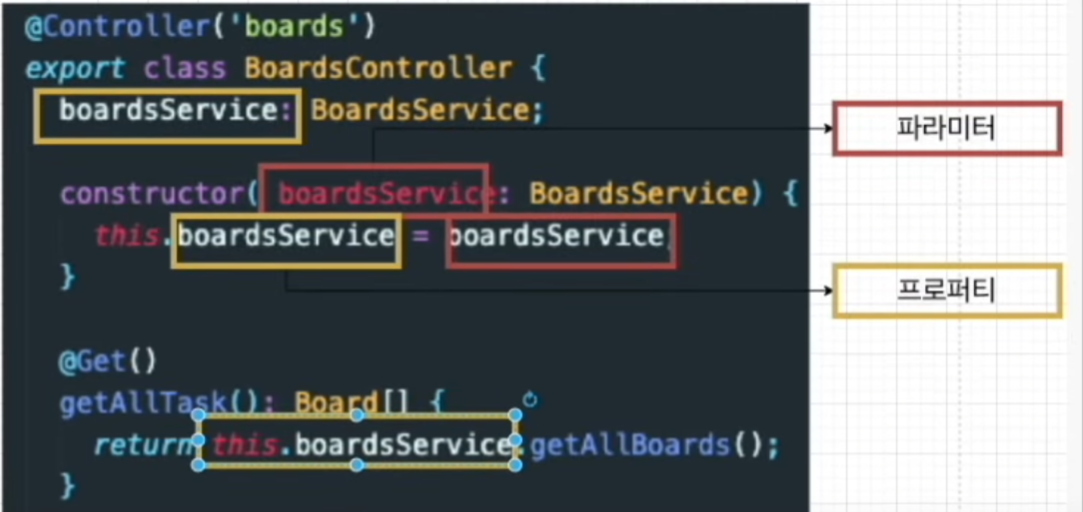 @Controller('boards')
export class BoardsController {
boardsService: BoardsService;
파라미터
constructor( boardsService: BoardsService) {
this.boardsService = boardsService;
}
프로퍼티
@Get()
getAllTask(): Board[] {
return this.boardsService.getAllBoards();
}